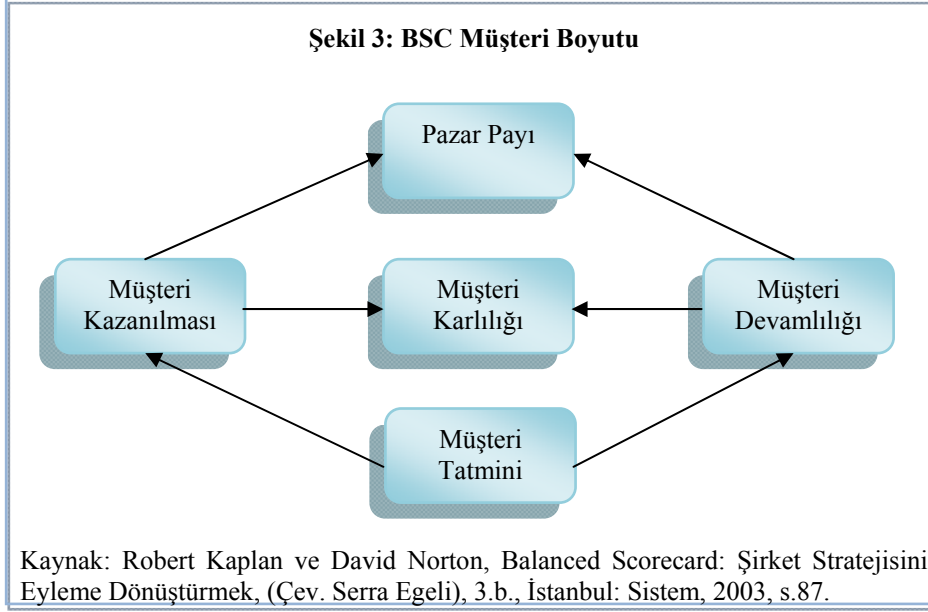 Şekil 3: BSC Müşteri Boyutu
Pazar Payı
Müşteri
Kazanılması
Müşteri
Karlılığı
Müşteri
Devamlılığı
Müşteri
Tatmini
Kaynak: Robert Kaplan ve David Norton, Balanced Scorecard: Şirket Stratejisini
Eyleme Dönüştürmek, (Çev. Serra Egeli), 3.b., İstanbul: Sistem, 2003, s.87.